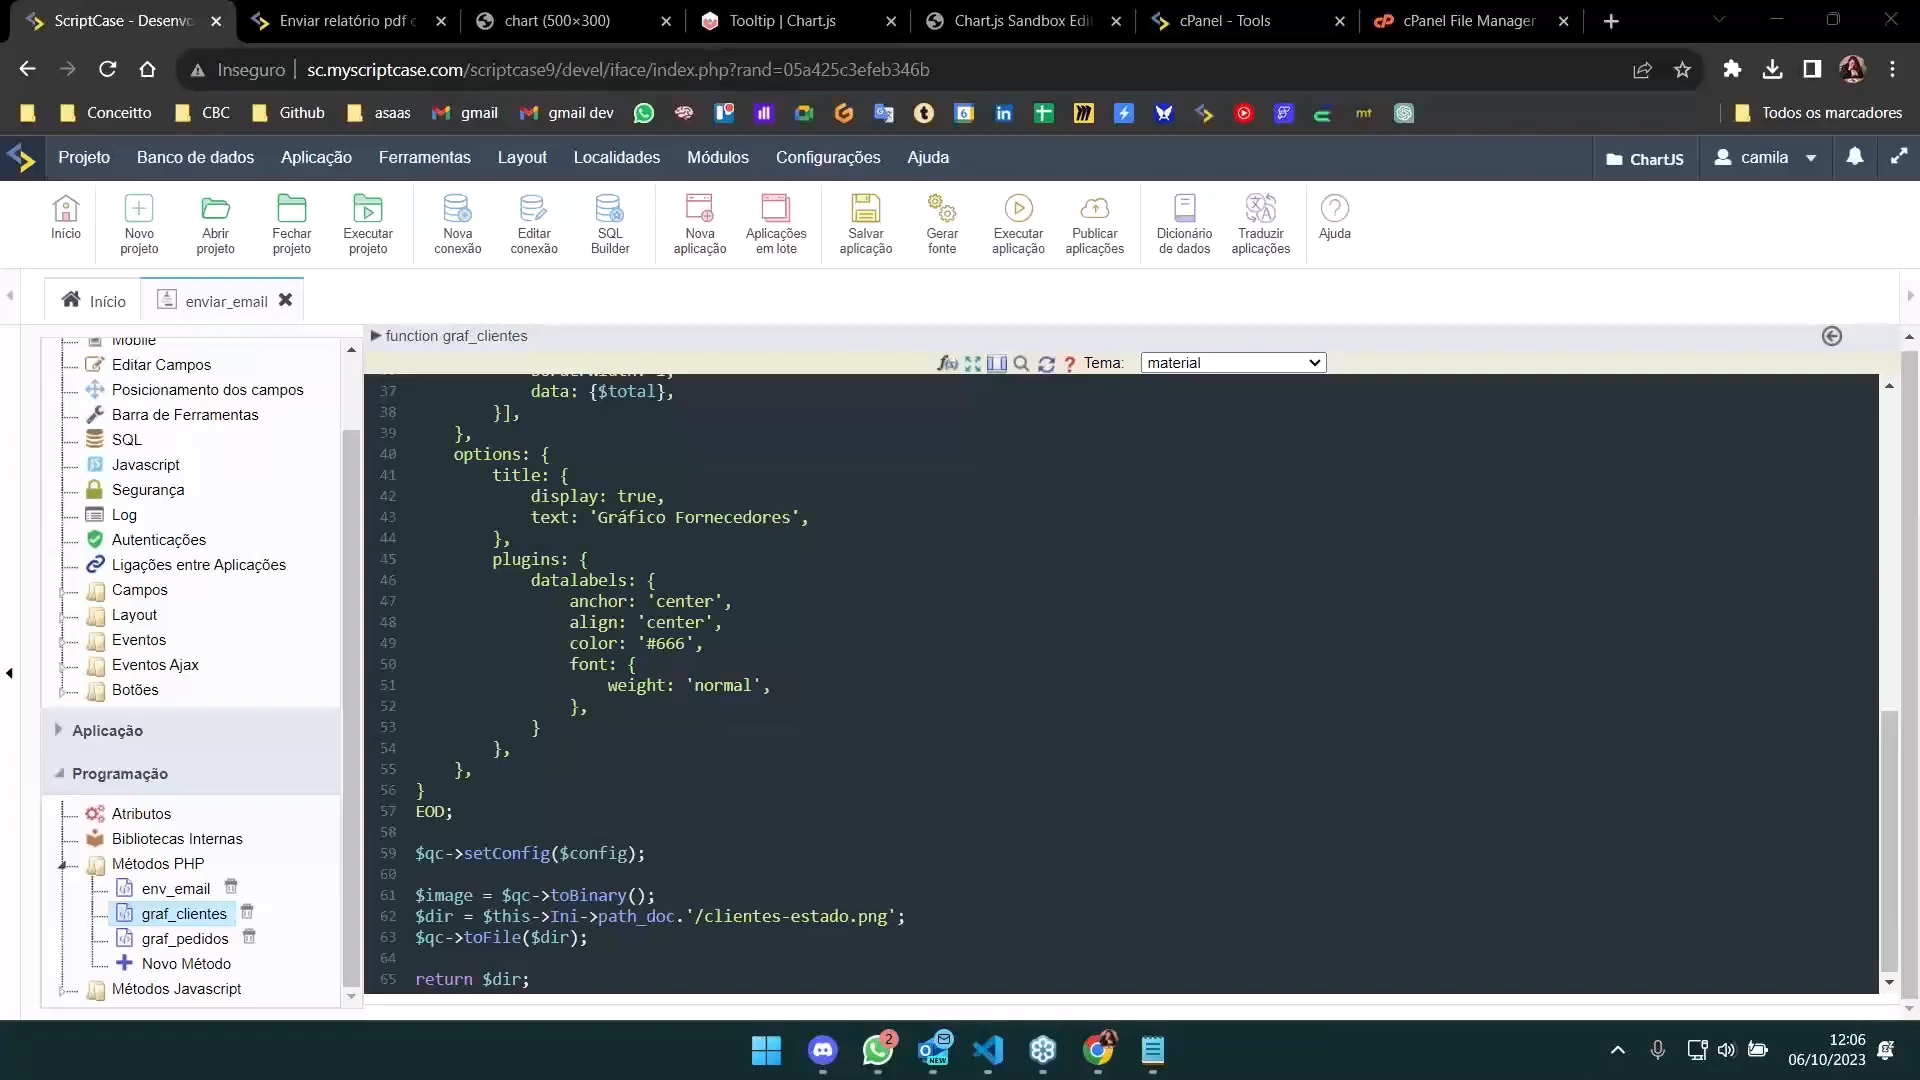 ScriptCase - Desenvo
Enviar relatório pdf c
chart (500×300)
Tooltip | Chart.js
Chart.js Sandbox Edi
cPanel - Tools
cPanel File Manager
Inseguro
sc.myscriptcase.com/scriptcase9/devel/iface/index.php?rand=05a425c3efeb346b
Conceitto
CBC
Github
asaas
gmail
gmail dev
mt
Todos os marcadores
Projeto
Banco de dados
Aplicação
Ferramentas
Layout
Localidades
Módulos
Configurações
Ajuda
ChartJS
camila
Início
Novo projeto
Abrir projeto
Fechar projeto
Executar projeto
Nova conexão
Editar conexão
SQL Builder
Nova aplicação
Aplicações em lote
Salvar aplicação
Gerar fonte
Executar aplicação
Publicar aplicações
Dicionário de dados
Traduzir aplicações
Ajuda
Início
enviar_email
Mobile
Editar Campos
Posicionamento dos campos
Barra de Ferramentas
SQL
Javascript
Segurança
Log
Autenticações
Ligações entre Aplicações
Campos
Layout
Eventos
Eventos Ajax
Botões
Aplicação
Programação
Atributos
Bibliotecas Internas
Métodos PHP
env_email
graf_clientes
graf_pedidos
Novo Método
Métodos Javascript
function graf_clientes
Tema: material
37 data: {$total},
38 }],
39 },
40 options: {
41 title: {
42 display: true,
43 text: 'Gráfico Fornecedores',
44 },
45 plugins: {
46 datalabels: {
47 anchor: 'center',
48 align: 'center',
49 color: '#666',
50 font: {
51 weight: 'normal',
52 },
53 }
54 },
55 },
56 }
57 EOD;
58
59 $qc->setConfig($config);
60
61 $image = $qc->toBinary();
62 $dir = $this->Ini->path_doc.'/clientes-estado.png';
63 $qc->toFile($dir);
64
65 return $dir;
2
NEW
12:06
06/10/2023